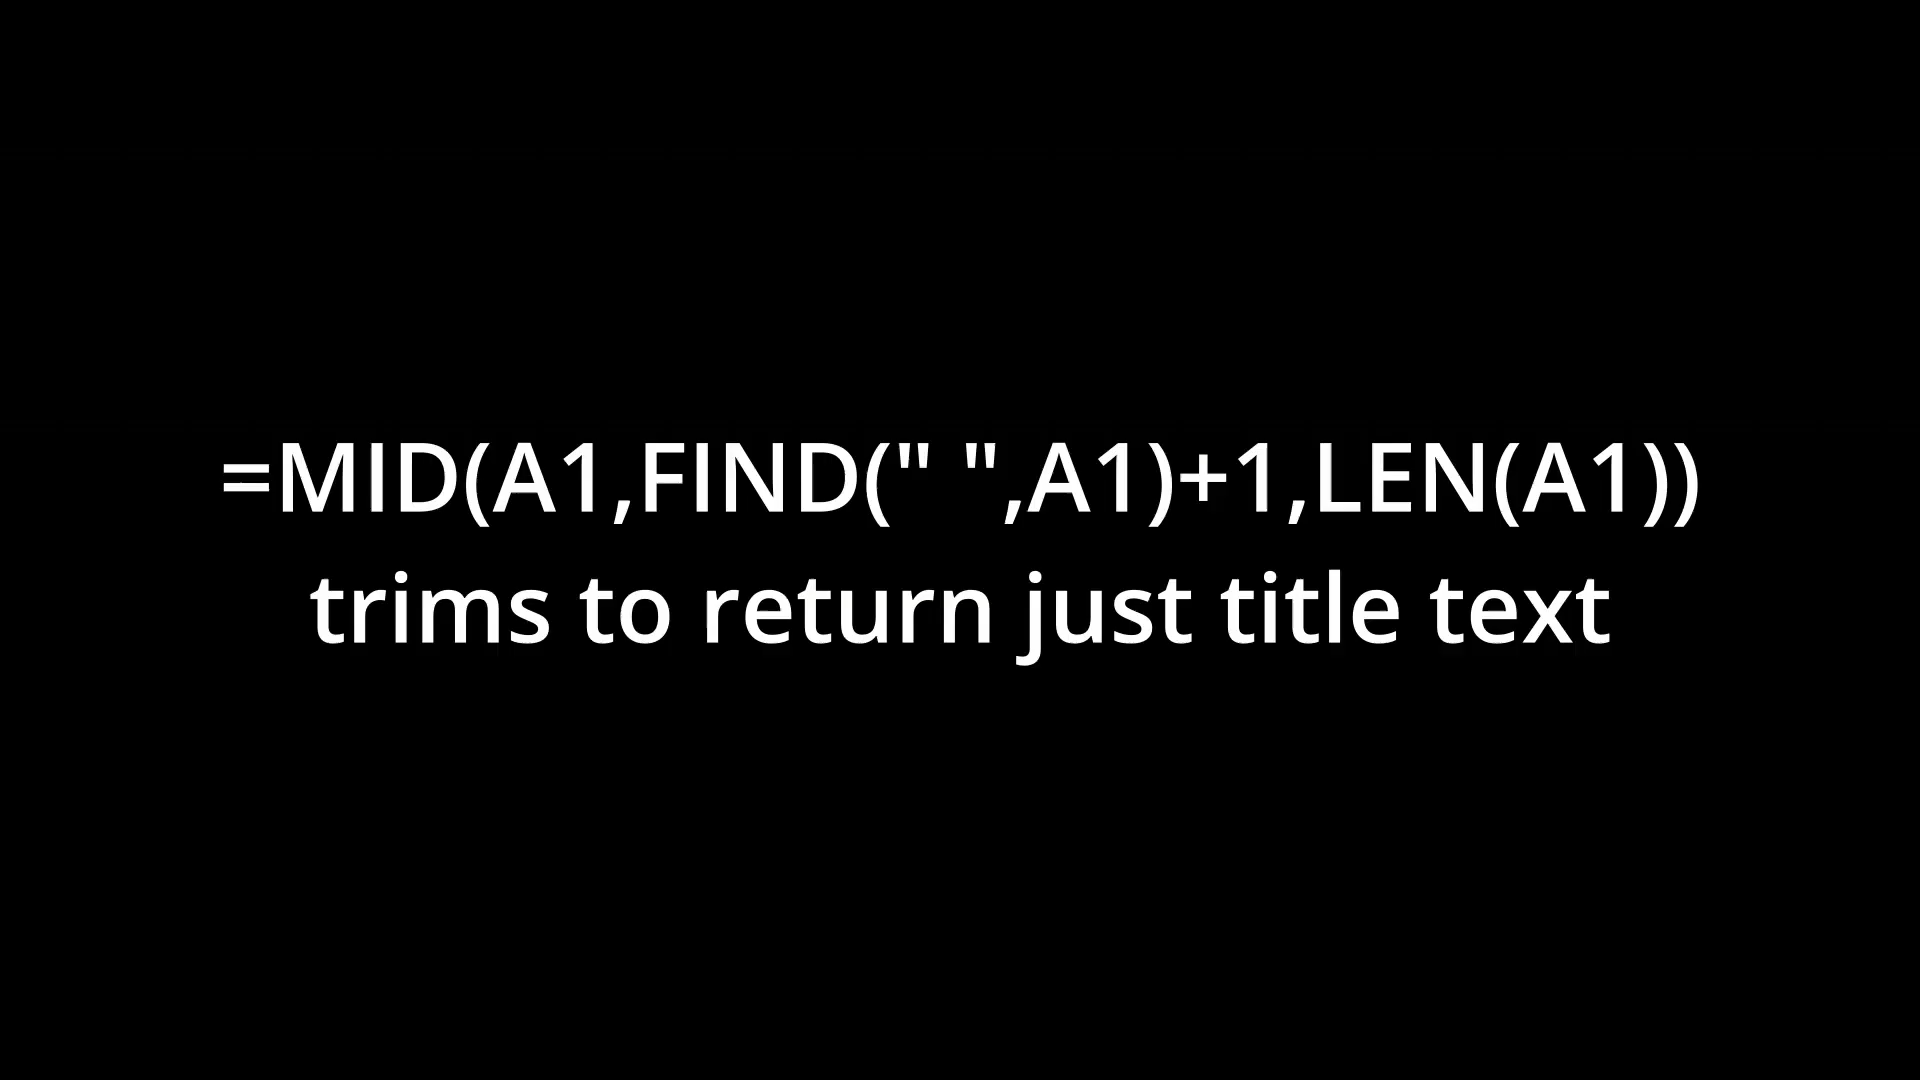 =MID(A1,FIND(" ",A1)+1,LEN(A1))
trims to return just title text